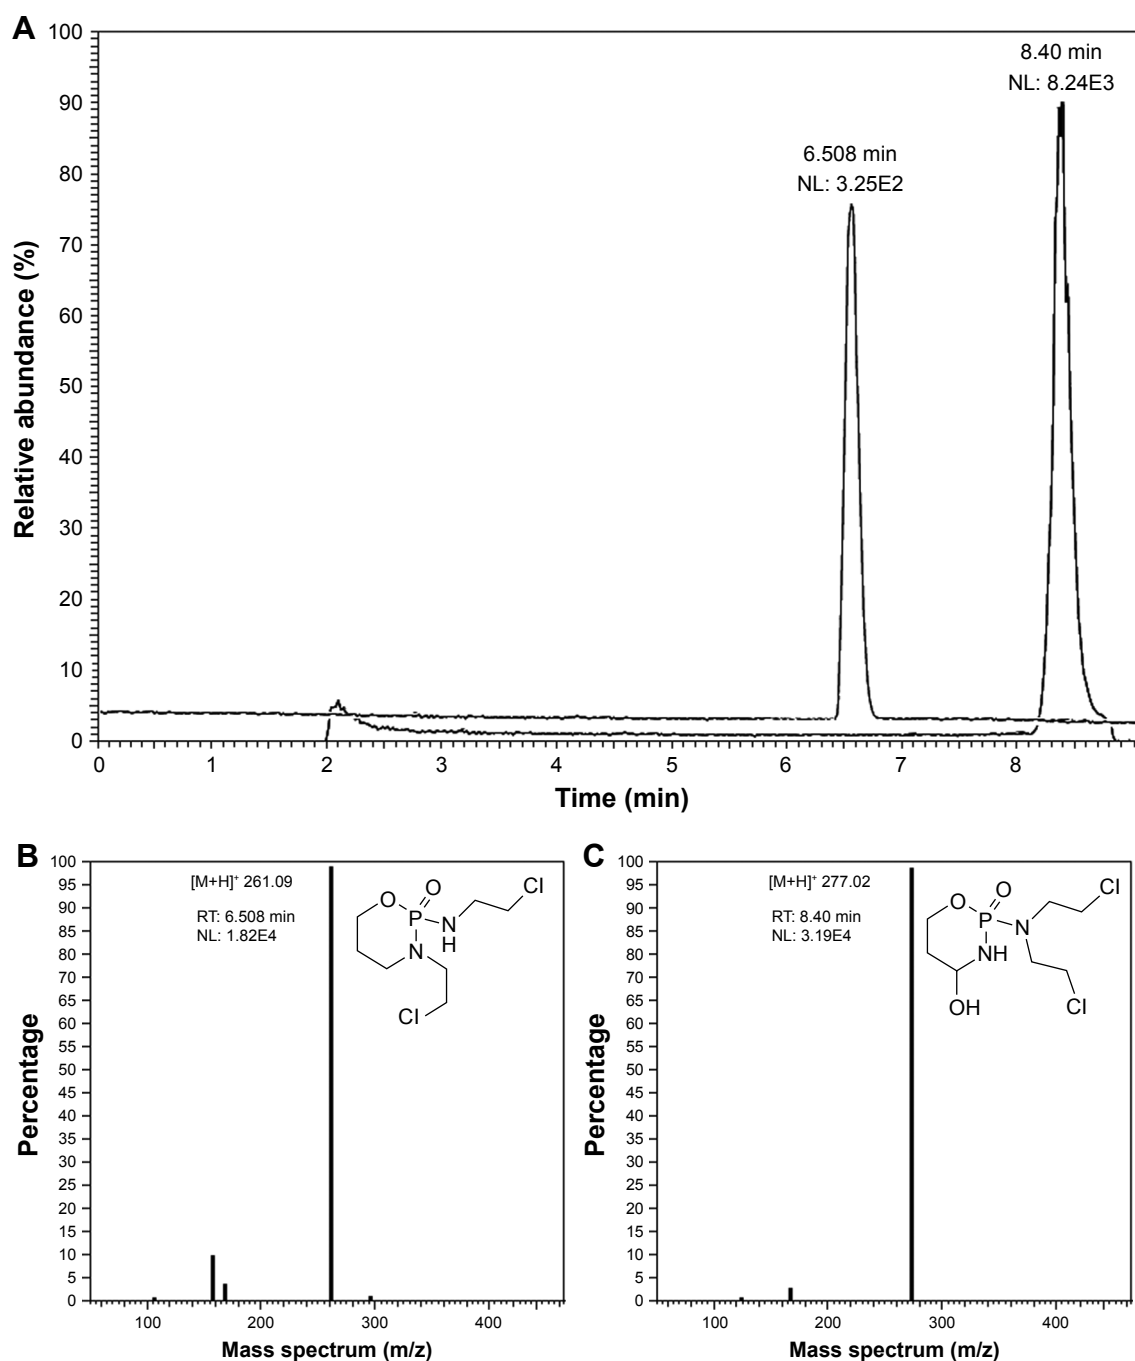 A
100
90
80
70
60
50
40
30
20
10
0
Relative abundance (%)
6.508 min
NL: 3.25E2
8.40 min
NL: 8.24E3
0 1 2 3 4 5 6 7 8
Time (min)
B
100
95
90
85
80
75
70
65
60
55
50
45
40
35
30
25
20
15
10
5
0
Percentage
[M+H]+ 261.09
RT: 6.508 min
NL: 1.82E4
O
O
P
Cl
N
H
N
Cl
100 200 300 400
Mass spectrum (m/z)
C
100
95
90
85
80
75
70
65
60
55
50
45
40
35
30
25
20
15
10
5
0
Percentage
[M+H]+ 277.02
RT: 8.40 min
NL: 3.19E4
O
O
P
Cl
N
NH
OH
Cl
100 200 300 400
Mass spectrum (m/z)